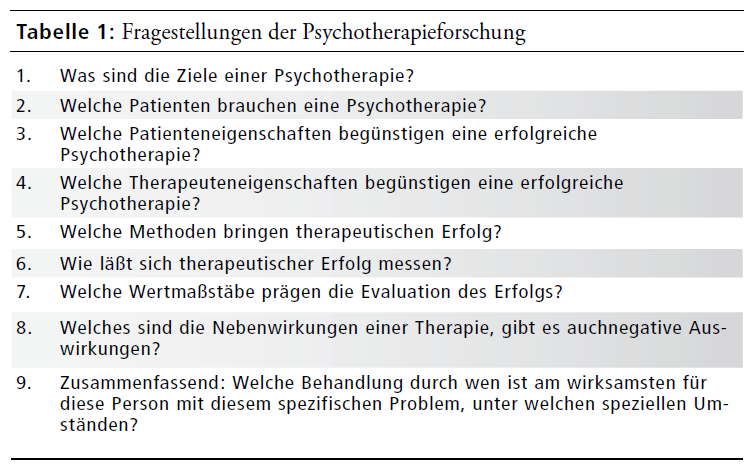 Tabelle 1: Fragestellungen der Psychotherapieforschung
1. Was sind die Ziele einer Psychotherapie?
2. Welche Patienten brauchen eine Psychotherapie?
3. Welche Patienteneigenschaften begünstigen eine erfolgreiche
Psychotherapie?
4. Welche Therapeuteneigenschaften begünstigen eine erfolgreiche
Psychotherapie?
5. Welche Methoden bringen therapeutischen Erfolg?
6. Wie läßt sich therapeutischer Erfolg messen?
7. Welche Wertmaßstäbe prägen die Evaluation des Erfolgs?
8. Welches sind die Nebenwirkungen einer Therapie, gibt es auchnegative Aus-
wirkungen?
9. Zusammenfassend: Welche Behandlung durch wen ist am wirksamsten für
diese Person mit diesem spezifischen Problem, unter welchen speziellen Um-
ständen?